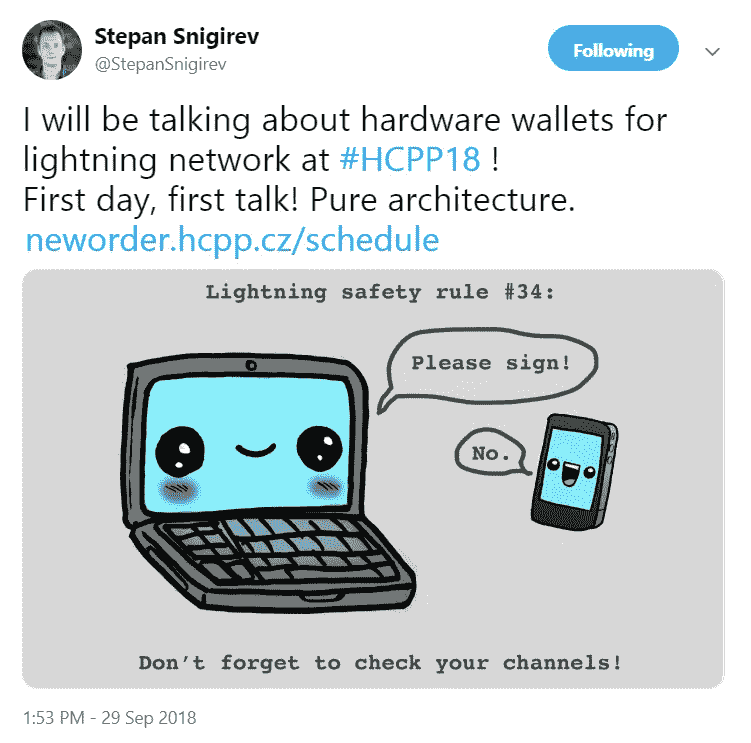 Stepan Snigirev
@StepanSnigirev
Following
I will be talking about hardware wallets for
lightning network at #HCPP18 !
First day, first talk! Pure architecture.
neworder.hcpp.cz/schedule
Lightning safety rule #34:
Please sign!
No.
Don't forget to check your channels!
1:53 PM - 29 Sep 2018